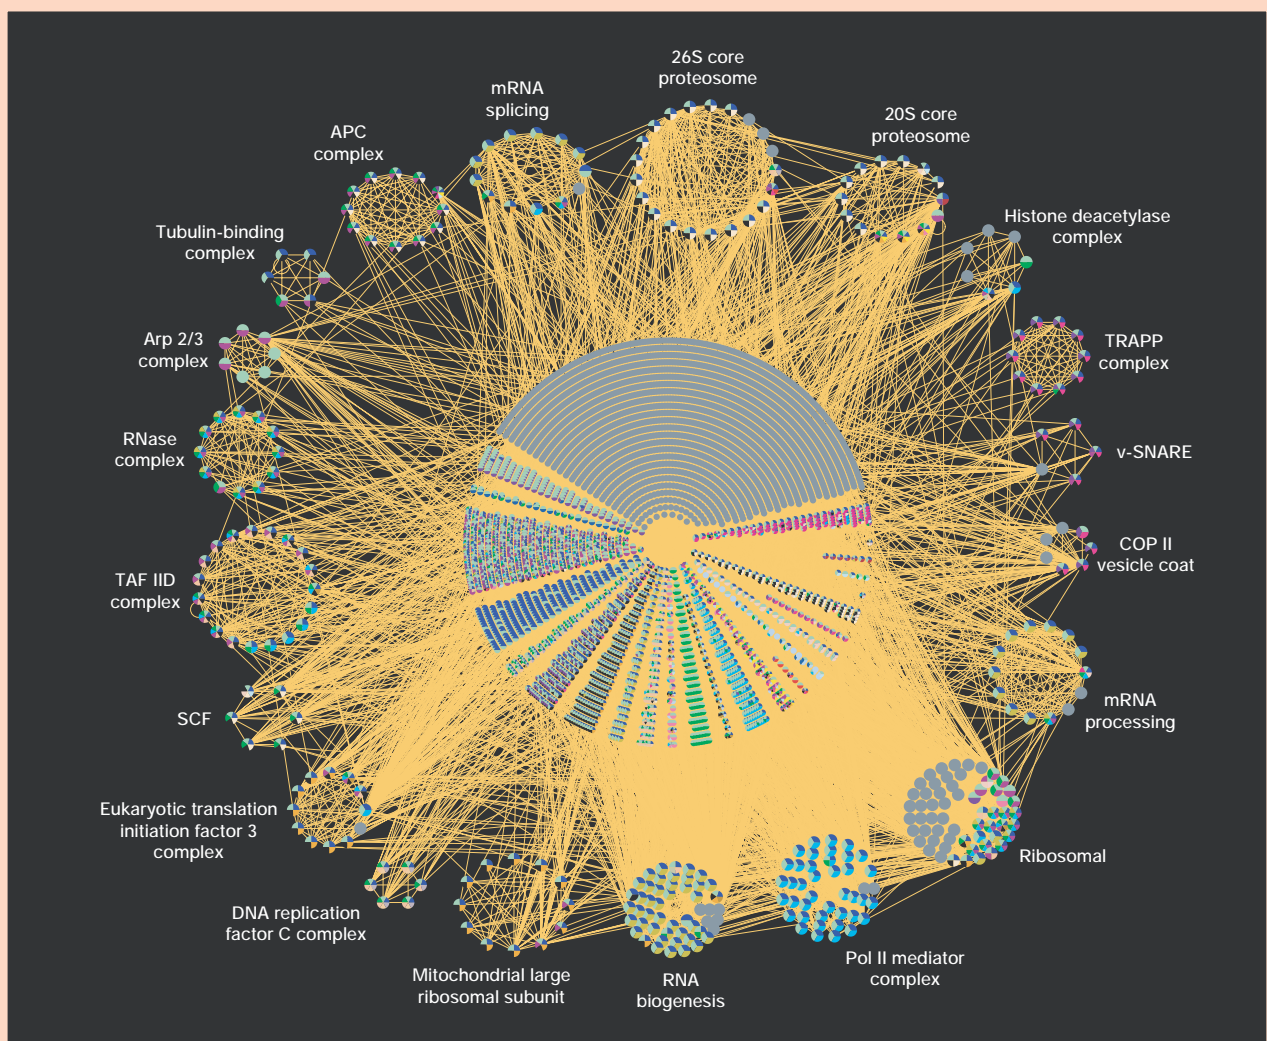 26S core
proteosome
mRNA
splicing
20S core
proteosome
APC
complex
Histone deacetylase
complex
Tubulin-binding
complex
Arp 2/3
complex
TRAPP
complex
RNase
complex
v-SNARE
COP II
vesicle coat
TAF IID
complex
mRNA
processing
SCF
Eukaryotic translation
initiation factor 3
complex
Ribosomal
DNA replication
factor C complex
Pol II mediator
complex
Mitochondrial large
ribosomal subunit
RNA
biogenesis